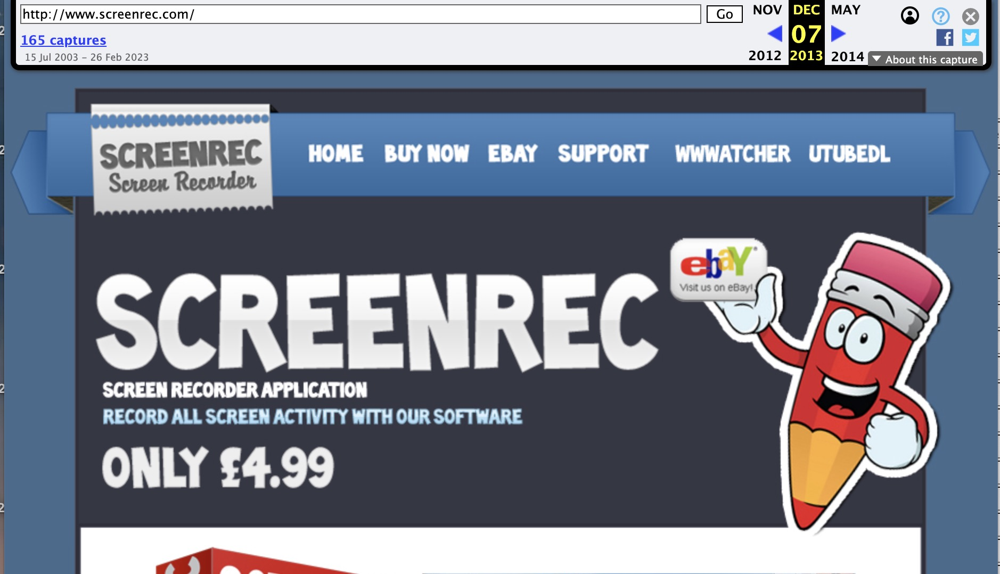 http://www.screenrec.com/
Go
NOV DEC MAY
165 captures
07
15 Jul 2003 – 26 Feb 2023
2012 2013 2014
About this capture
SCREENREC
Screen Recorder
HOME BUY NOW EBAY SUPPORT WWWATCHER UTUBEDL
ebay
Visit us on eBay!
SCREENREC
SCREEN RECORDER APPLICATION
RECORD ALL SCREEN ACTIVITY WITH OUR SOFTWARE
ONLY £4.99